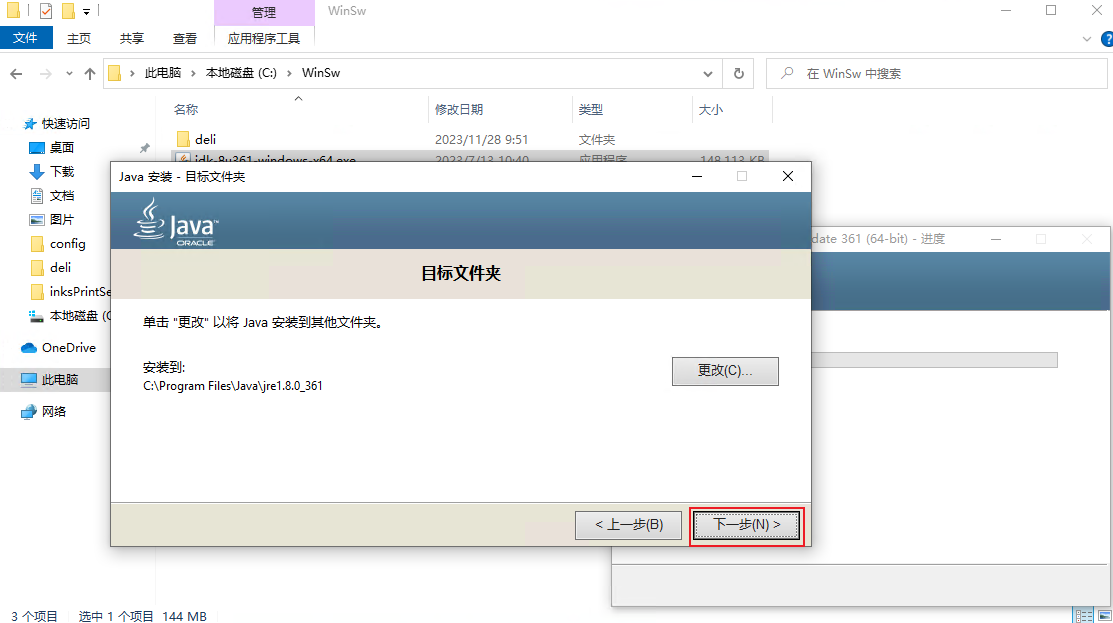 管理
WinSw
文件
主页
共享
查看
应用程序工具
此电脑 › 本地磁盘 (C:) › WinSw
在 WinSw 中搜索
名称
修改日期
类型
大小
快速访问
桌面
下载
文档
图片
config
deli
inksPrintSe
本地磁盘 (C
OneDrive
此电脑
网络
deli
2023/11/28 9:51
文件夹
jdk-8u361-windows-x64.exe
2023/7/13 10:40
应用程序
148,113 KB
Java 安装 - 目标文件夹
Java™
ORACLE
目标文件夹
单击 "更改" 以将 Java 安装到其他文件夹。
安装到:
C:\Program Files\Java\jre1.8.0_361
更改(C)...
< 上一步(B)
下一步(N) >
date 361 (64-bit) - 进度
3 个项目
选中 1 个项目 144 MB